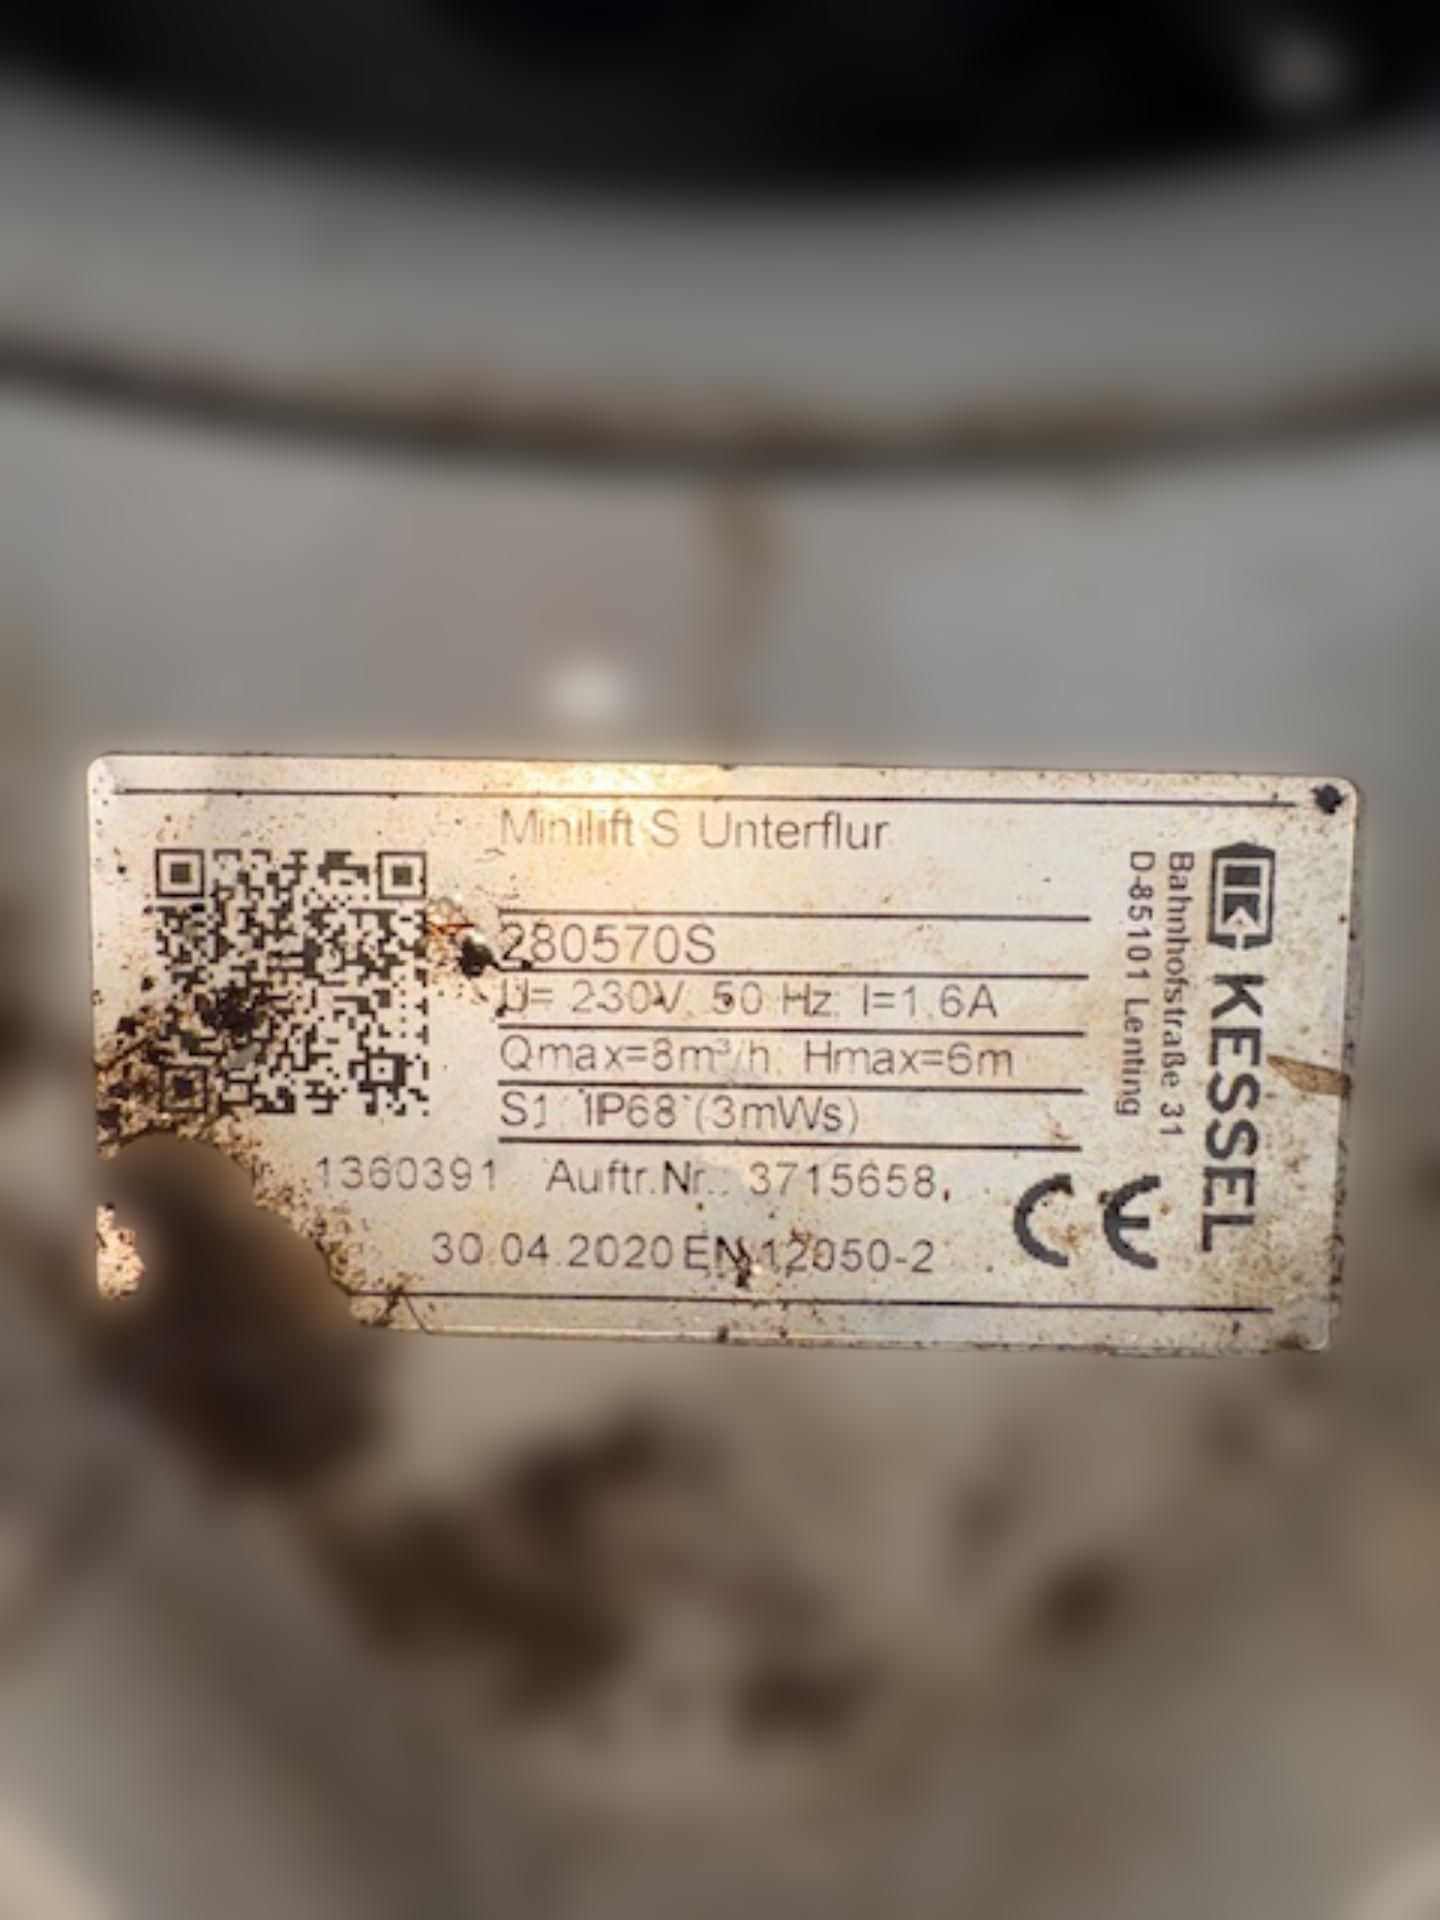 Minilift S Unterflur
280570S
U= 230V, 50 Hz, I=1,6A
Qmax=8m³/h, Hmax=6m
S1, IP68 (3mWs)
1360391 Auftr.Nr.: 3715658,
30.04.2020 EN 12050-2
CE
KESSEL
Bahnhofstraße 31
D-85101 Lenting